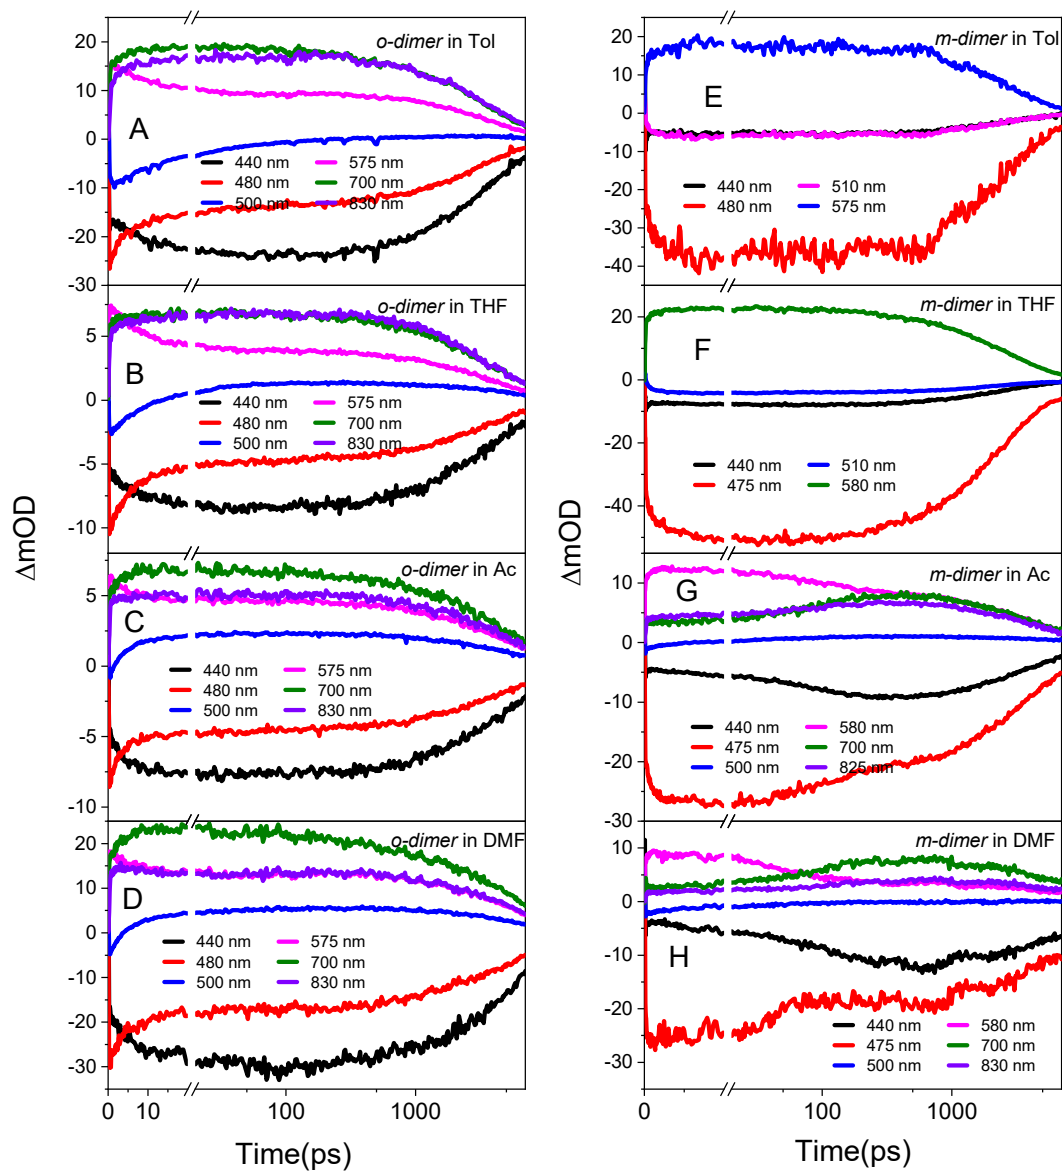 o-dimer in Tol
20
10
0
-10
-20
-30
A
440 nm 575 nm
480 nm 700 nm
500 nm 830 nm
o-dimer in THF
5
0
-5
-10
B
440 nm 575 nm
480 nm 700 nm
500 nm 830 nm
o-dimer in Ac
5
0
-5
-10
C
440 nm 575 nm
480 nm 700 nm
500 nm 830 nm
o-dimer in DMF
20
10
0
-10
-20
-30
D
440 nm 575 nm
480 nm 700 nm
500 nm 830 nm
0 10 100 1000
Time(ps)
ΔmOD
m-dimer in Tol
20
10
0
-10
-20
-30
-40
E
440 nm 510 nm
480 nm 575 nm
m-dimer in THF
20
0
-20
-40
F
440 nm 510 nm
475 nm 580 nm
m-dimer in Ac
10
0
-10
-20
-30
G
440 nm 580 nm
475 nm 700 nm
500 nm 825 nm
m-dimer in DMF
10
0
-10
-20
-30
H
440 nm 580 nm
475 nm 700 nm
500 nm 830 nm
0 100 1000
Time(ps)
ΔmOD